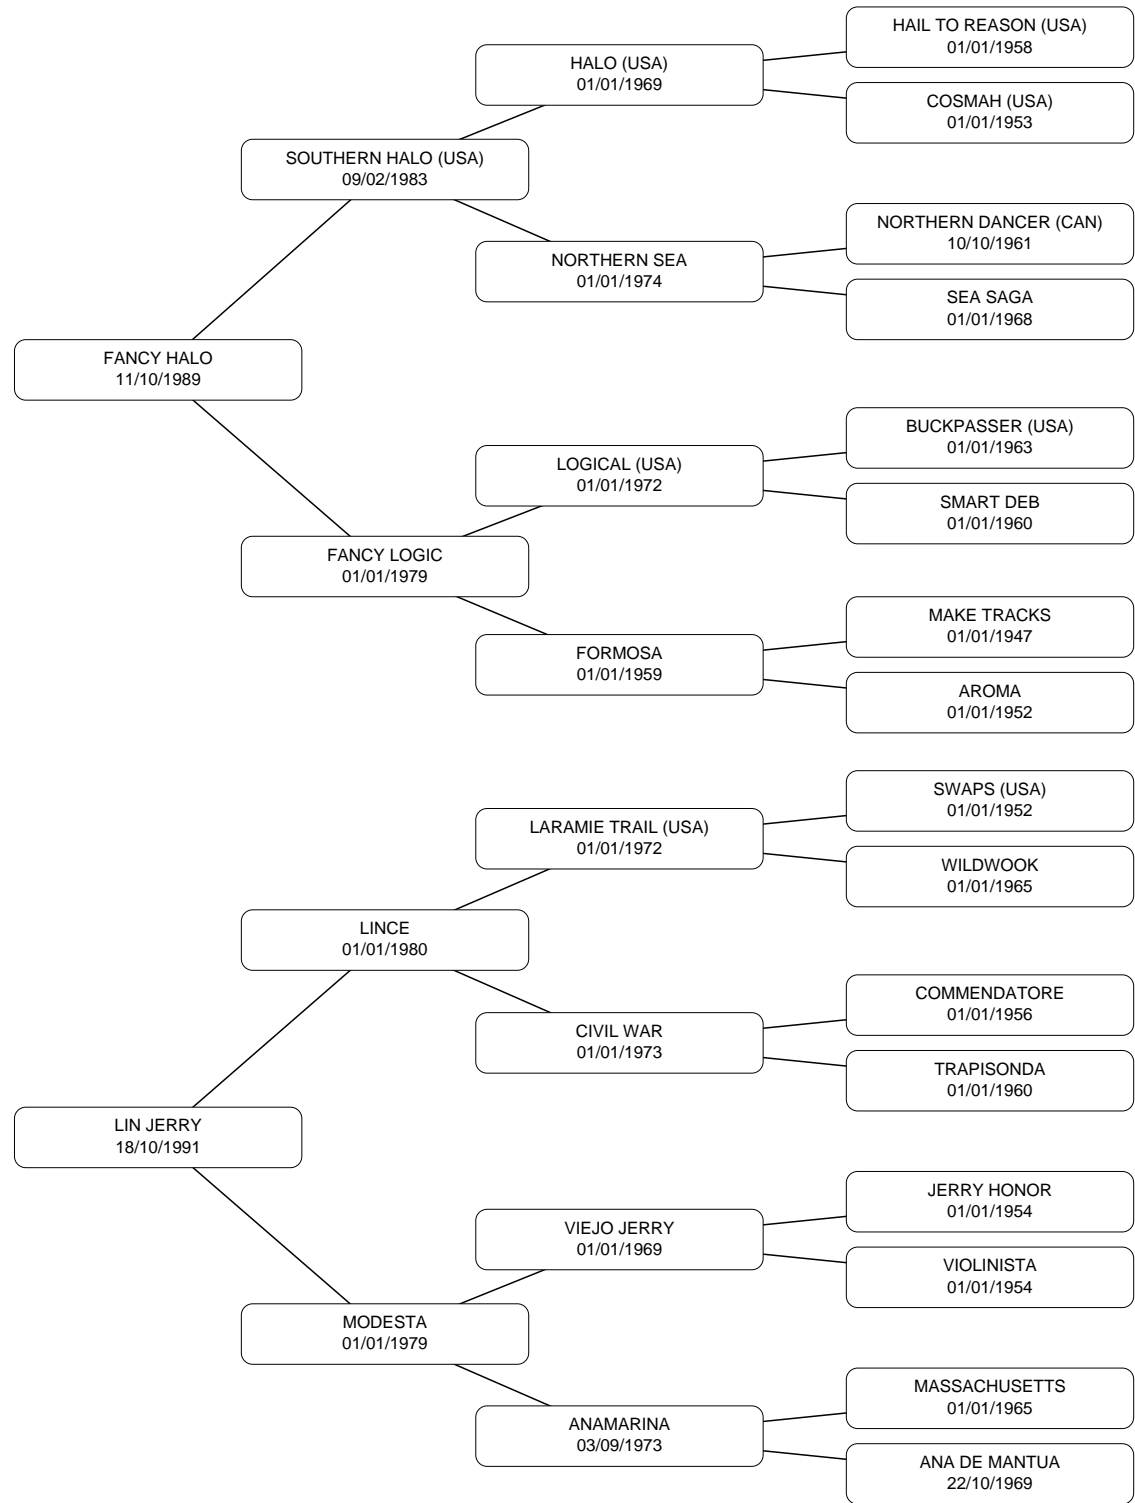 HAIL TO REASON (USA)
01/01/1958
HALO (USA)
01/01/1969
COSMAH (USA)
01/01/1953
SOUTHERN HALO (USA)
09/02/1983
NORTHERN DANCER (CAN)
10/10/1961
NORTHERN SEA
01/01/1974
SEA SAGA
01/01/1968
FANCY HALO
11/10/1989
BUCKPASSER (USA)
01/01/1963
LOGICAL (USA)
01/01/1972
SMART DEB
01/01/1960
FANCY LOGIC
01/01/1979
MAKE TRACKS
01/01/1947
FORMOSA
01/01/1959
AROMA
01/01/1952
SWAPS (USA)
01/01/1952
LARAMIE TRAIL (USA)
01/01/1972
WILDWOOK
01/01/1965
LINCE
01/01/1980
COMMENDATORE
01/01/1956
CIVIL WAR
01/01/1973
TRAPISONDA
01/01/1960
LIN JERRY
18/10/1991
JERRY HONOR
01/01/1954
VIEJO JERRY
01/01/1969
VIOLINISTA
01/01/1954
MODESTA
01/01/1979
MASSACHUSETTS
01/01/1965
ANAMARINA
03/09/1973
ANA DE MANTUA
22/10/1969